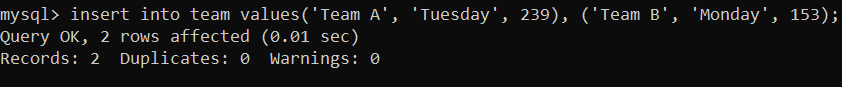 mysql> insert into team values('Team A', 'Tuesday', 239), ('Team B', 'Monday', 153);
Query OK, 2 rows affected (0.01 sec)
Records: 2  Duplicates: 0  Warnings: 0